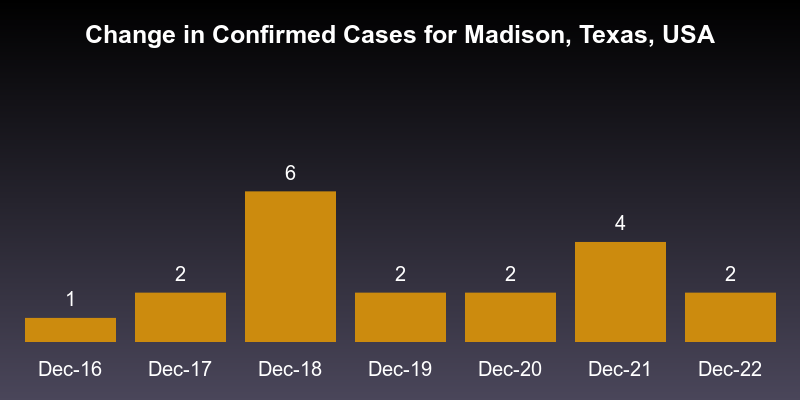 Change in Confirmed Cases for Madison, Texas, USA
1
2
6
2
2
4
2
Dec-16
Dec-17
Dec-18
Dec-19
Dec-20
Dec-21
Dec-22